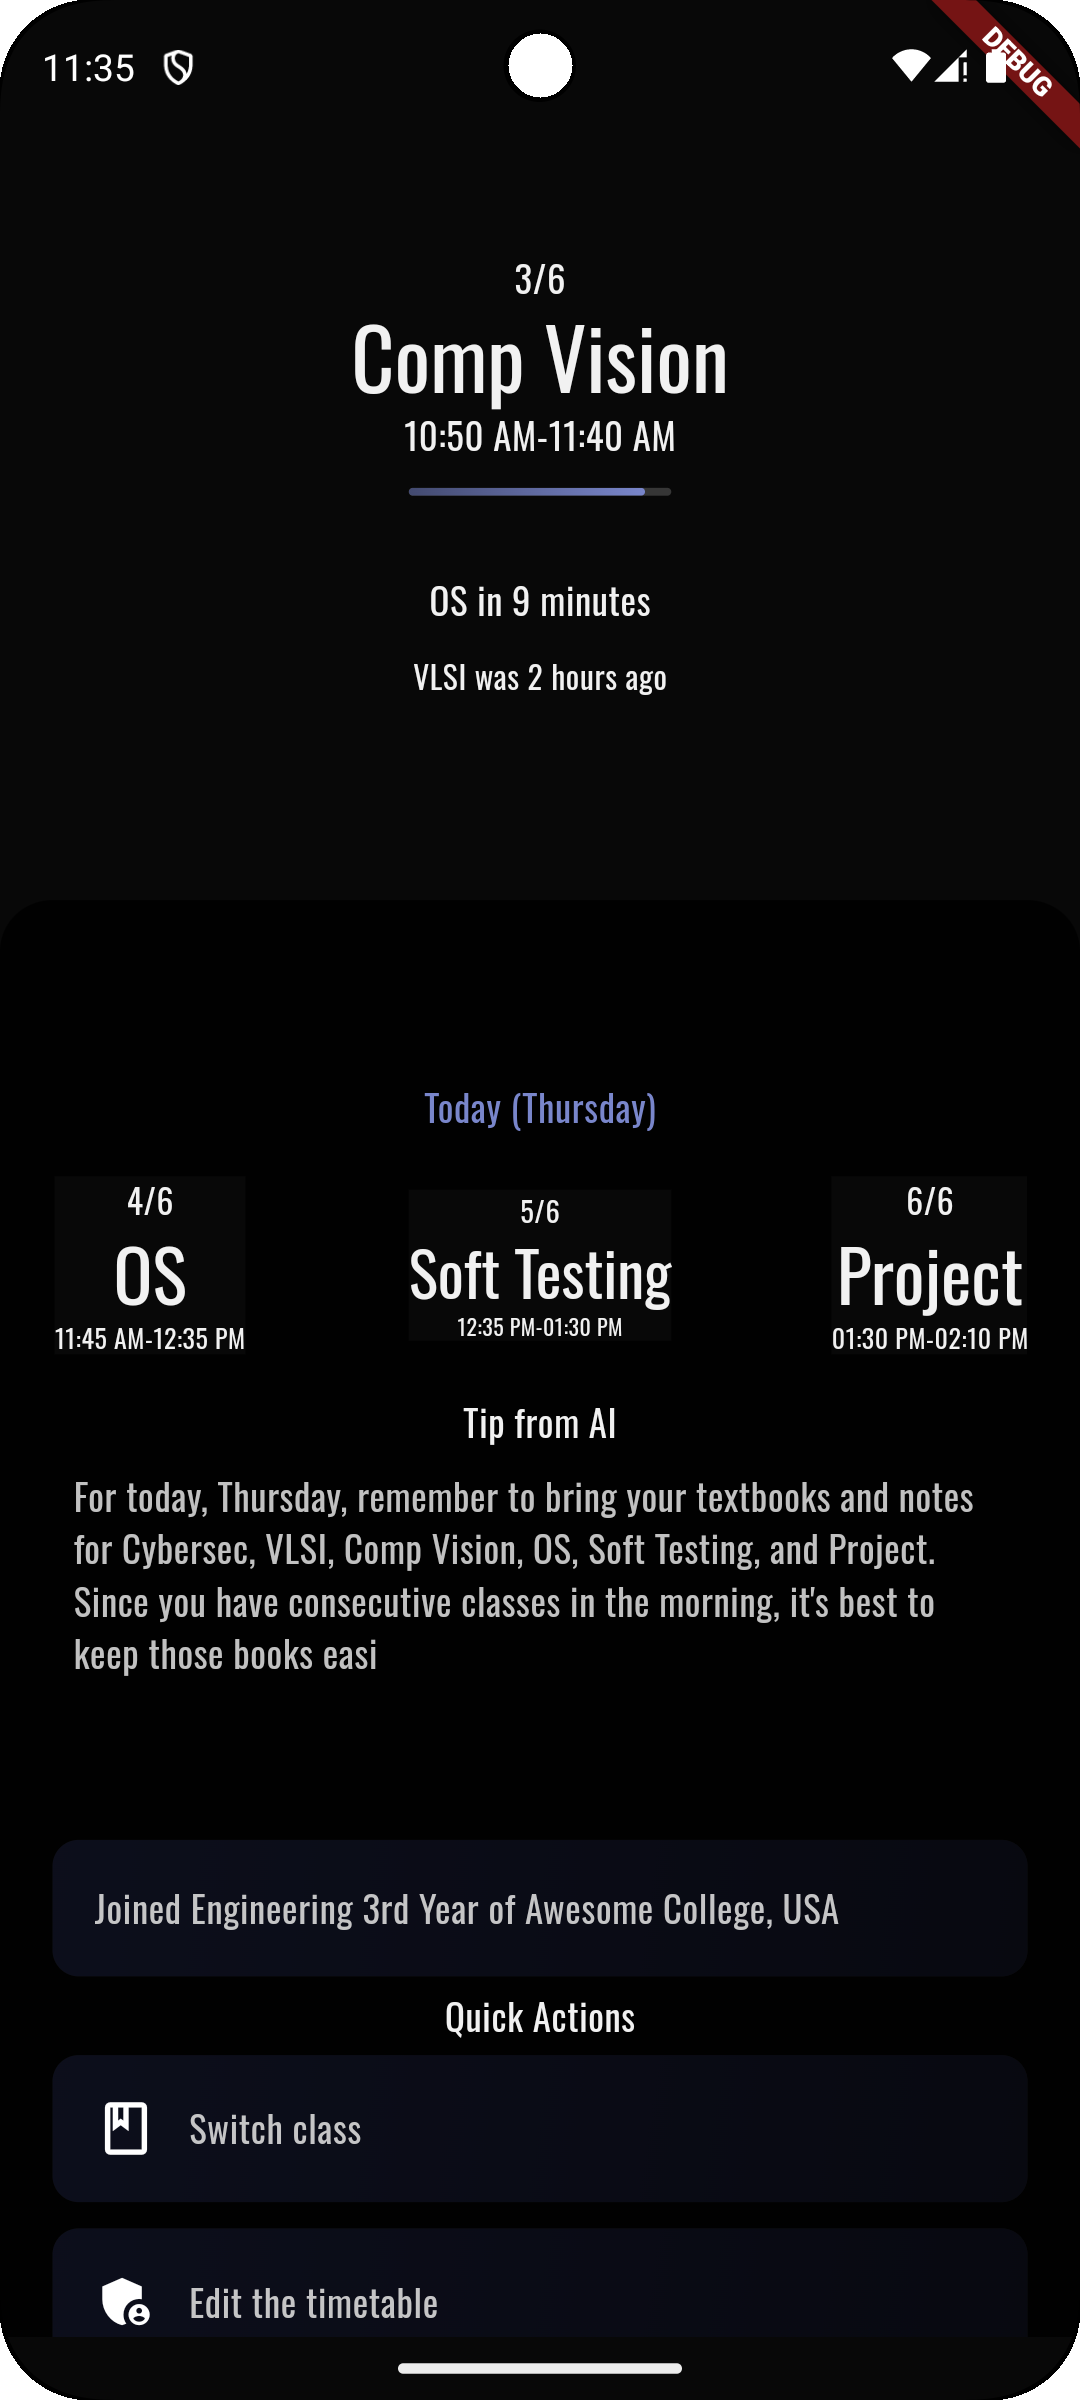 11:35
DEBUG
3/6
Comp Vision
10:50 AM-11:40 AM
OS in 9 minutes
VLSI was 2 hours ago
Today (Thursday)
4/6
OS
11:45 AM-12:35 PM
5/6
Soft Testing
12:35 PM-01:30 PM
6/6
Project
01:30 PM-02:10 PM
Tip from AI
For today, Thursday, remember to bring your textbooks and notes
for Cybersec, VLSI, Comp Vision, OS, Soft Testing, and Project.
Since you have consecutive classes in the morning, it's best to
keep those books easi
Joined Engineering 3rd Year of Awesome College, USA
Quick Actions
Switch class
Edit the timetable